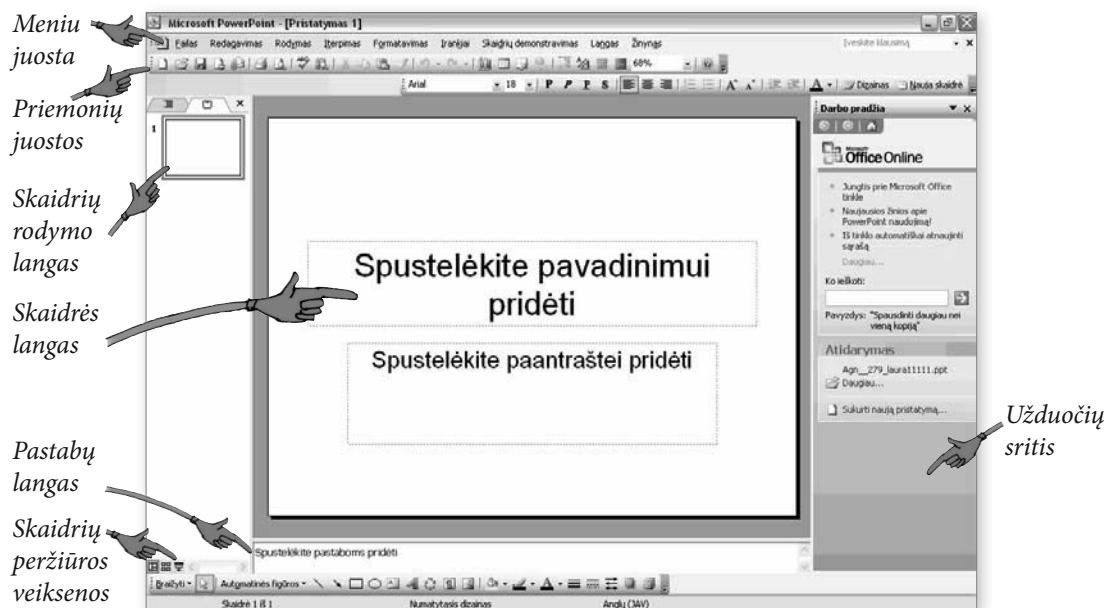 Meniu
juosta
Priemonių
juostos
Skaidrių
rodymo
langas
Skaidrės
langas
Pastabų
langas
Skaidrių
peržiūros
veiksenos
Microsoft PowerPoint - [Pristatymas 1]
Failas Redagavimas Rodymas Įterpimas Formatavimas Įrankiai Skaidrių demonstravimas Langas Žinynas Įveskite klausimą
68%
Arial 18 P P P S A A A Dizainas Nauja skaidrė
1
Spustelėkite pavadinimui
pridėti
Spustelėkite paantraštei pridėti
Spustelėkite pastaboms pridėti
Darbo pradžia
Microsoft
Office Online
Jungtis prie Microsoft Office
tinkle
Naujausios žinios apie
PowerPoint naudojimą!
Iš tinklo automatiškai atnaujinti
sąrašą
Daugiau...
Ko ieškoti:
Pavyzdys: "Spausdinti daugiau nei
vieną kopiją"
Atidarymas
Agn__279_laura11111.ppt
Daugiau...
Sukurti naują pristatymą...
Braižyti Automatinės figūros A
Skaidrė 1 iš 1 Numatytasis dizainas Anglų (JAV)
Užduočių
sritis